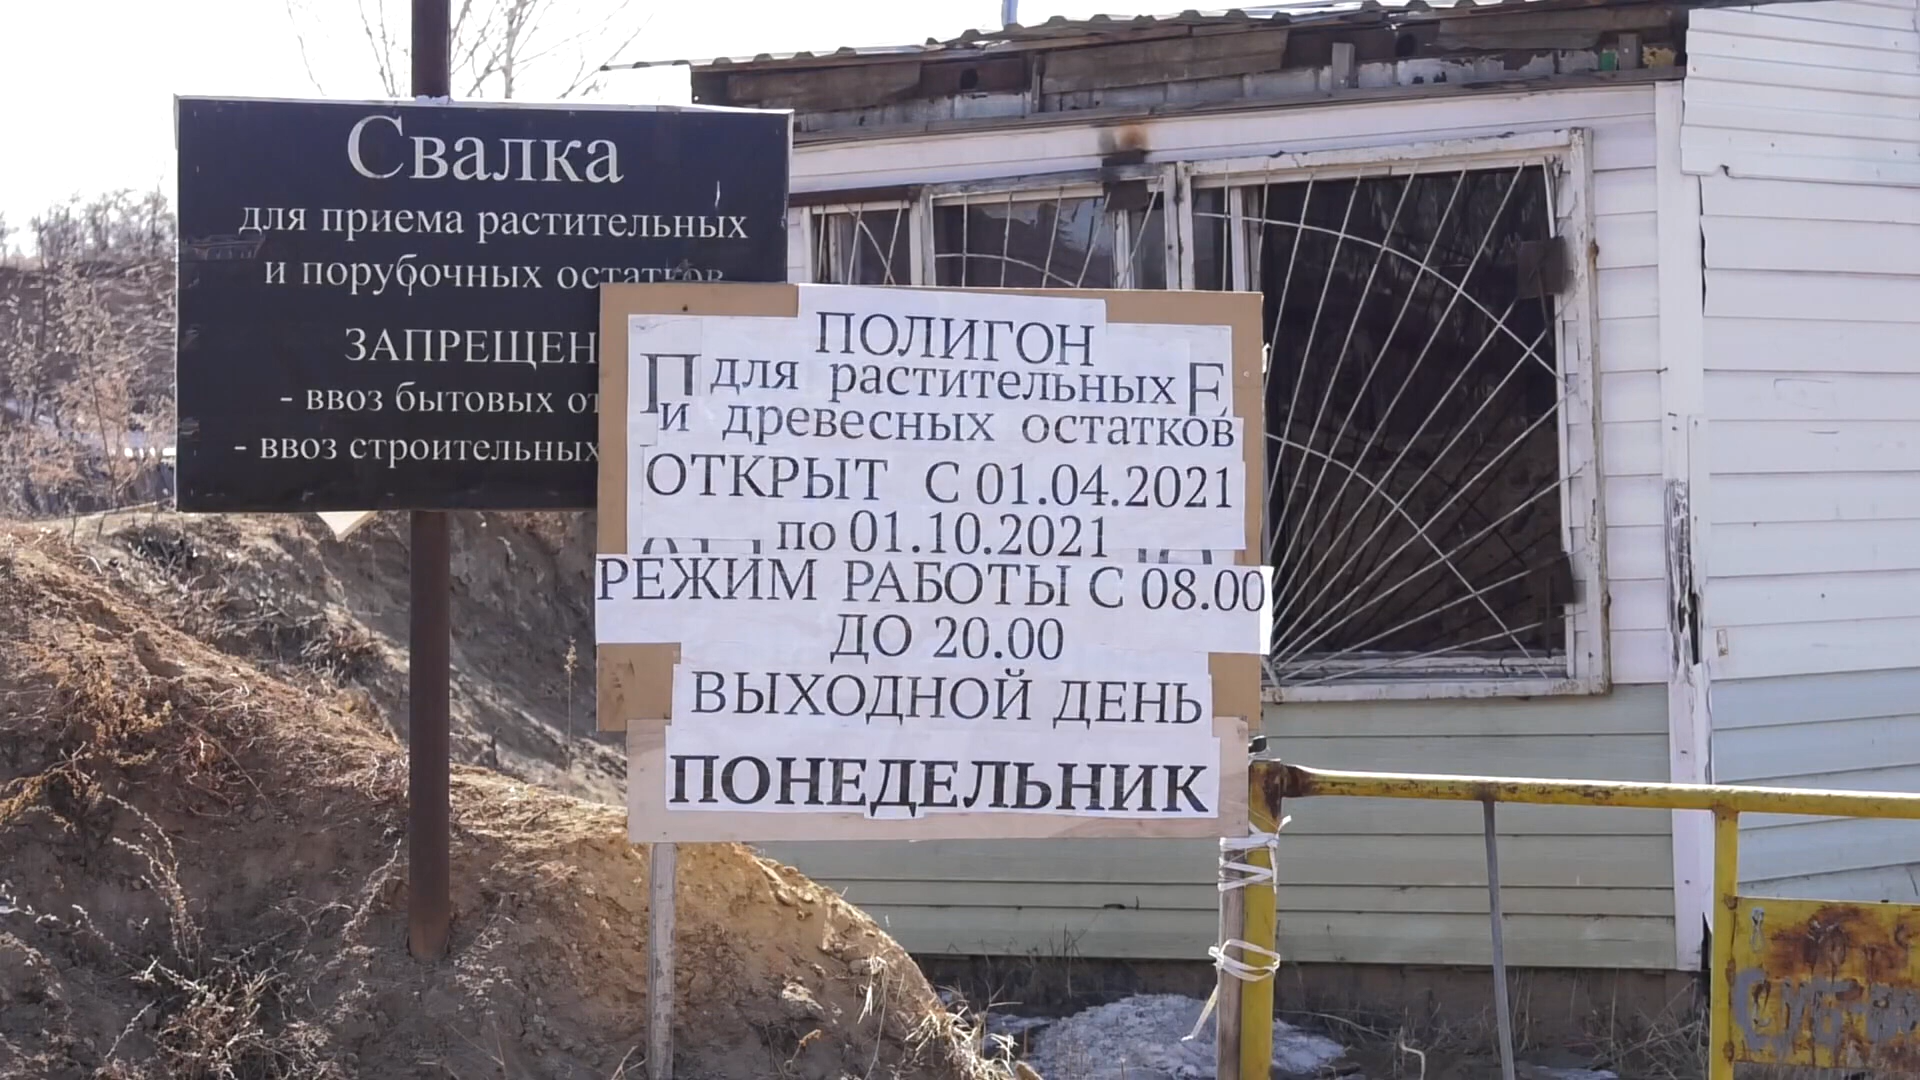 Свалка
для приема растительных
и порубочных остатков
- ввоз бытовых
- ввоз строительных
ПОЛИГОН
для растительных
и древесных остатков
ОТКРЫТ С 01.04.2021
по 01.10.2021
РЕЖИМ РАБОТЫ С 08.00
ДО 20.00
ВЫХОДНОЙ ДЕНЬ
ПОНЕДЕЛЬНИК